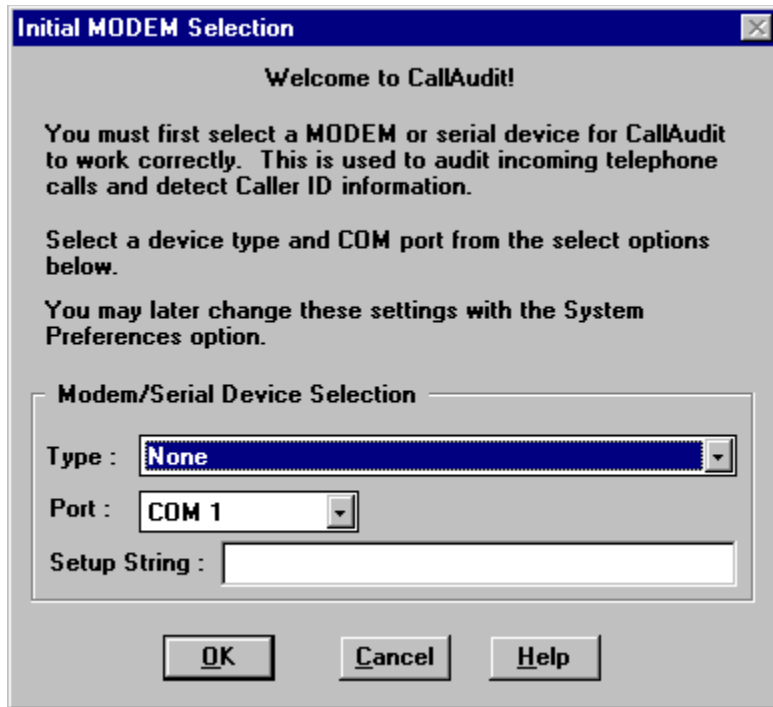 Initial MODEM Selection
Welcome to CallAudit!
You must first select a MODEM or serial device for CallAudit
to work correctly.  This is used to audit incoming telephone
calls and detect Caller ID information.
Select a device type and COM port from the select options
below.
You may later change these settings with the System
Preferences option.
Modem/Serial Device Selection
Type : None
Port : COM 1
Setup String :
OK Cancel Help